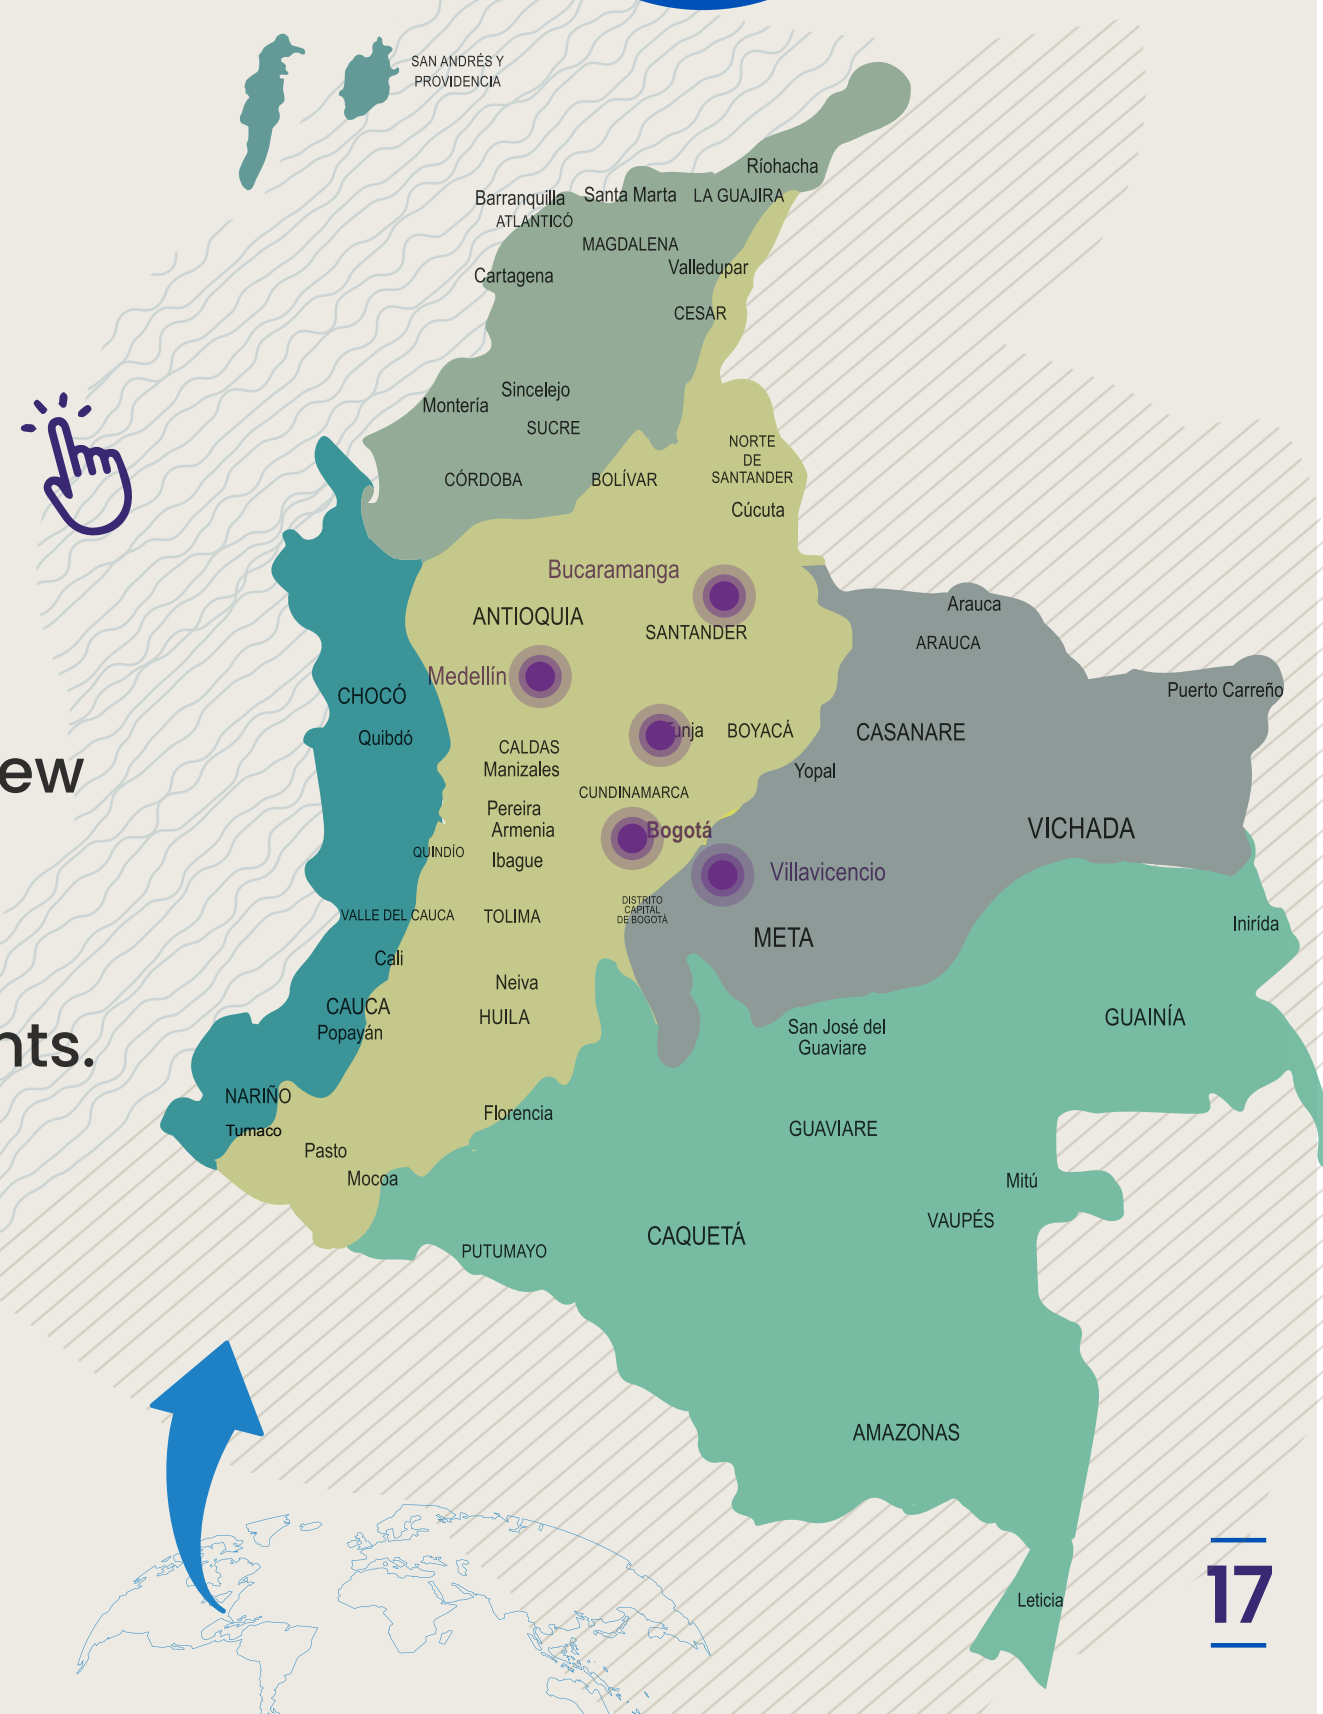 SAN ANDRÉS Y
PROVIDENCIA
Ríohacha
Barranquilla
Santa Marta
LA GUAJIRA
ATLANTICÓ
MAGDALENA
Valledupar
Cartagena
CESAR
Sincelejo
Montería
SUCRE
NORTE
DE
SANTANDER
CÓRDOBA
BOLÍVAR
Cúcuta
Bucaramanga
ANTIOQUIA
SANTANDER
Arauca
ARAUCA
Medellín
CHOCÓ
Puerto Carreño
Quibdó
Tunja
BOYACÁ
CASANARE
CALDAS
Manizales
Yopal
ew
CUNDINAMARCA
Pereira
Armenia
Bogotá
VICHADA
QUINDÍO
Ibague
Villavicencio
DISTRITO
CAPITAL
DE BOGOTÁ
VALLE DEL CAUCA
TOLIMA
META
Inirída
Cali
Neiva
CAUCA
Popayán
HUILA
GUAINÍA
San José del
Guaviare
nts.
NARIÑO
Tumaco
Florencia
GUAVIARE
Pasto
Mocoa
Mitú
VAUPÉS
CAQUETÁ
PUTUMAYO
AMAZONAS
Leticia
17